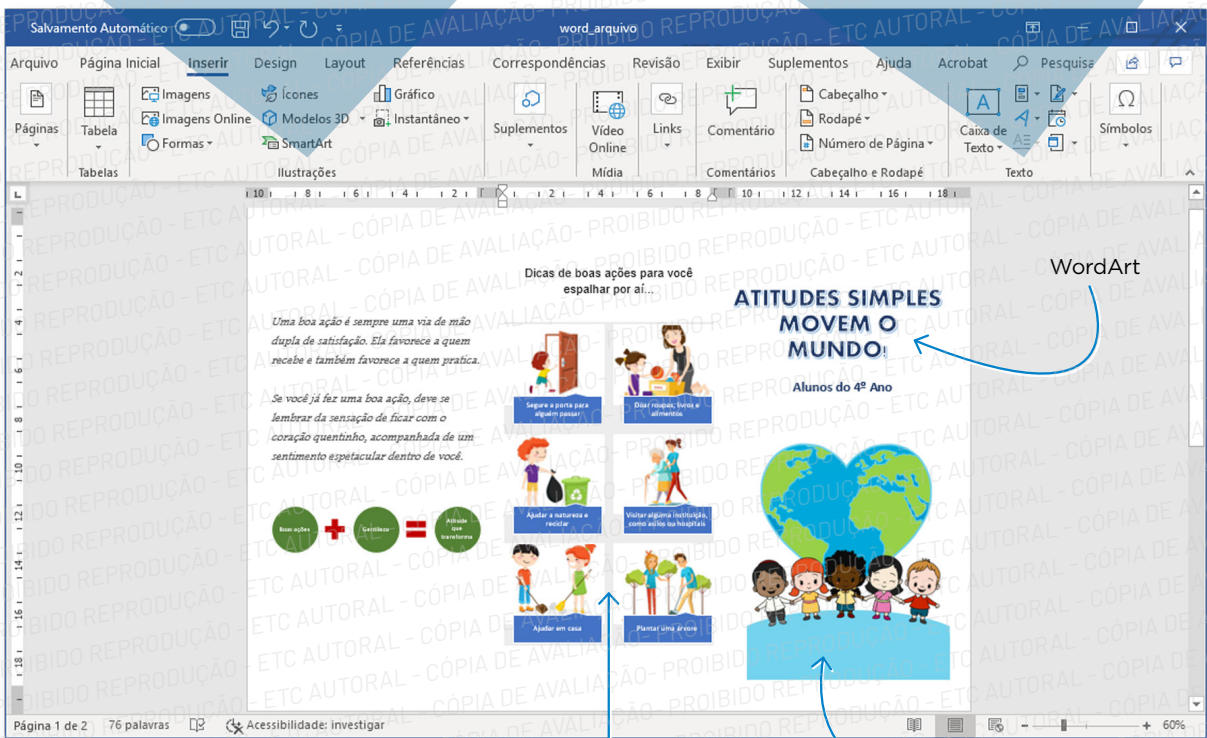 Salvamento Automático
word_arquivo
Arquivo Página Inicial Inserir Design Layout Referências Correspondências Revisão Exibir Suplementos Ajuda Acrobat Pesquisa
Páginas
Tabela
Tabelas
Imagens
Imagens Online
Formas
Ícones
Modelos 3D
SmartArt
Gráfico
Instantâneo
Ilustrações
Suplementos
Vídeo
Online
Mídia
Links
Comentário
Comentários
Cabeçalho
Rodapé
Número de Página
Cabeçalho e Rodapé
Caixa de
Texto
Texto
Símbolos
Uma boa ação é sempre uma via de mão
dupla de satisfação. Ela favorece a quem
recebe e também favorece a quem pratica.
Se você já fez uma boa ação, deve se
lembrar da sensação de ficar com o
coração quentinho, acompanhada de um
sentimento espetacular dentro de você.
Boas ações
Gentileza
Atitude
que
transforma
Dicas de boas ações para você
espalhar por aí...
Segure a porta para
alguém passar
Doar roupas, livros e
alimentos
Ajudar a natureza e
reciclar
Visitar alguma instituição,
como asilos ou hospitais
Ajudar em casa
Plantar uma árvore
ATITUDES SIMPLES
MOVEM O
MUNDO!
Alunos do 4º Ano
WordArt
Página 1 de 2 76 palavras Acessibilidade: investigar 60%
PROIBIDO REPRODUÇÃO - ETC AUTORAL - CÓPIA DE AVALIAÇÃO